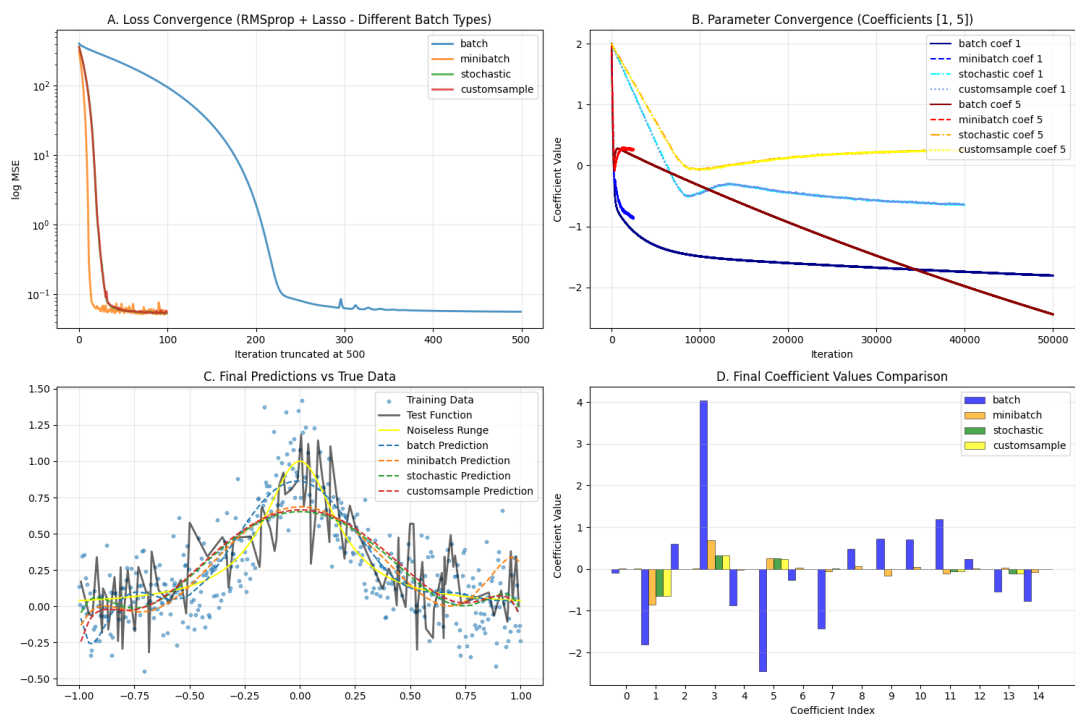 A. Loss Convergence (RMSprop + Lasso - Different Batch Types)
log MSE
10²
10¹
10⁰
10⁻¹
batch
minibatch
stochastic
customsample
0 100 200 300 400 500
Iteration truncated at 500
B. Parameter Convergence (Coefficients [1, 5])
Coefficient Value
2
1
0
−1
−2
batch coef 1
minibatch coef 1
stochastic coef 1
customsample coef 1
batch coef 5
minibatch coef 5
stochastic coef 5
customsample coef 5
0 10000 20000 30000 40000 50000
Iteration
C. Final Predictions vs True Data
1.50
1.25
1.00
0.75
0.50
0.25
0.00
−0.25
−0.50
Training Data
Test Function
Noiseless Runge
batch Prediction
minibatch Prediction
stochastic Prediction
customsample Prediction
−1.00 −0.75 −0.50 −0.25 0.00 0.25 0.50 0.75 1.00
D. Final Coefficient Values Comparison
Coefficient Value
4
3
2
1
0
−1
−2
batch
minibatch
stochastic
customsample
0 1 2 3 4 5 6 7 8 9 10 11 12 13 14
Coefficient Index